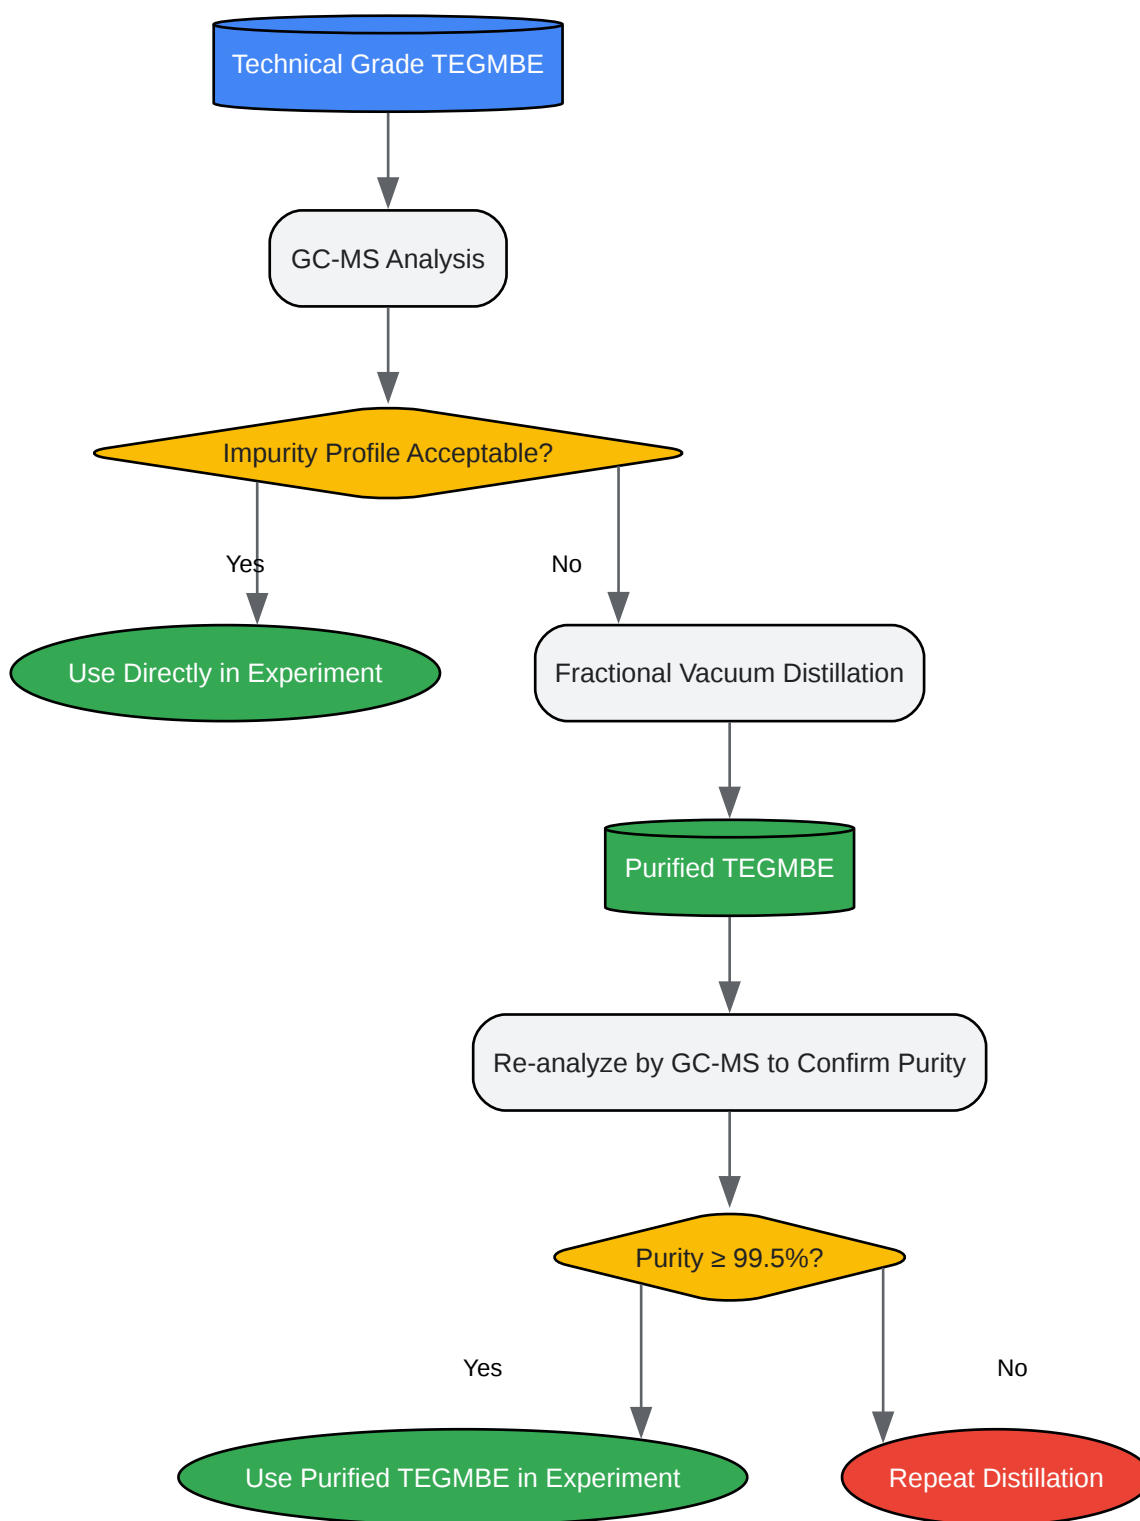 Technical Grade TEGMBE
GC-MS Analysis
Impurity Profile Acceptable?
Yes
No
Use Directly in Experiment
Fractional Vacuum Distillation
Purified TEGMBE
Re-analyze by GC-MS to Confirm Purity
Purity ≥ 99.5%?
Yes
No
Use Purified TEGMBE in Experiment
Repeat Distillation